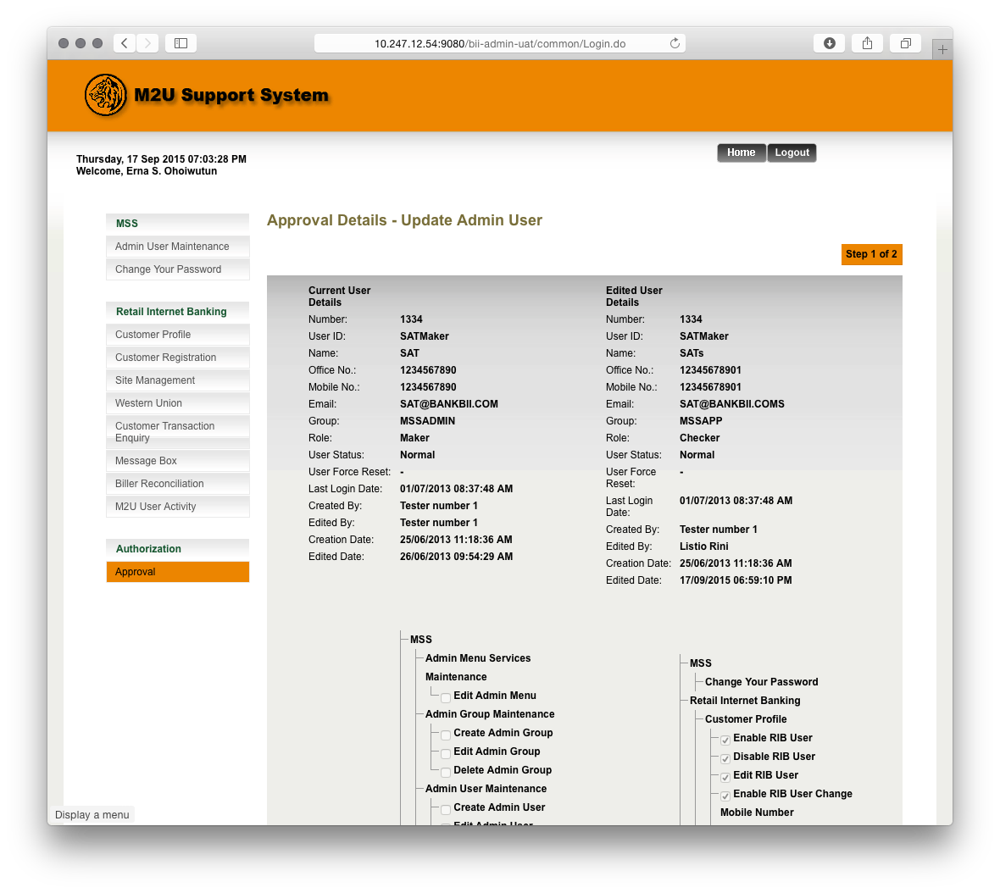 10.247.12.54:9080/bii-admin-uat/common/Login.do
M2U Support System
Home Logout
Thursday, 17 Sep 2015 07:03:28 PM
Welcome, Erna S. Ohoiwutun
MSS
Admin User Maintenance
Change Your Password
Retail Internet Banking
Customer Profile
Customer Registration
Site Management
Western Union
Customer Transaction
Enquiry
Message Box
Biller Reconciliation
M2U User Activity
Authorization
Approval
Approval Details - Update Admin User
Step 1 of 2
Current User
Details
Number: 1334
User ID: SATMaker
Name: SAT
Office No.: 1234567890
Mobile No.: 1234567890
Email: SAT@BANKBII.COM
Group: MSSADMIN
Role: Maker
User Status: Normal
User Force Reset: -
Last Login Date: 01/07/2013 08:37:48 AM
Created By: Tester number 1
Edited By: Tester number 1
Creation Date: 25/06/2013 11:18:36 AM
Edited Date: 26/06/2013 09:54:29 AM
Edited User
Details
Number: 1334
User ID: SATMaker
Name: SATs
Office No.: 12345678901
Mobile No.: 12345678901
Email: SAT@BANKBII.COMS
Group: MSSAPP
Role: Checker
User Status: Normal
User Force -
Reset:
Last Login 01/07/2013 08:37:48 AM
Date:
Created By: Tester number 1
Edited By: Listio Rini
Creation Date: 25/06/2013 11:18:36 AM
Edited Date: 17/09/2015 06:59:10 PM
MSS
Admin Menu Services
Maintenance
Edit Admin Menu
Admin Group Maintenance
Create Admin Group
Edit Admin Group
Delete Admin Group
Admin User Maintenance
Create Admin User
Edit Admin User
MSS
Change Your Password
Retail Internet Banking
Customer Profile
Enable RIB User
Disable RIB User
Edit RIB User
Enable RIB User Change
Mobile Number
Display a menu